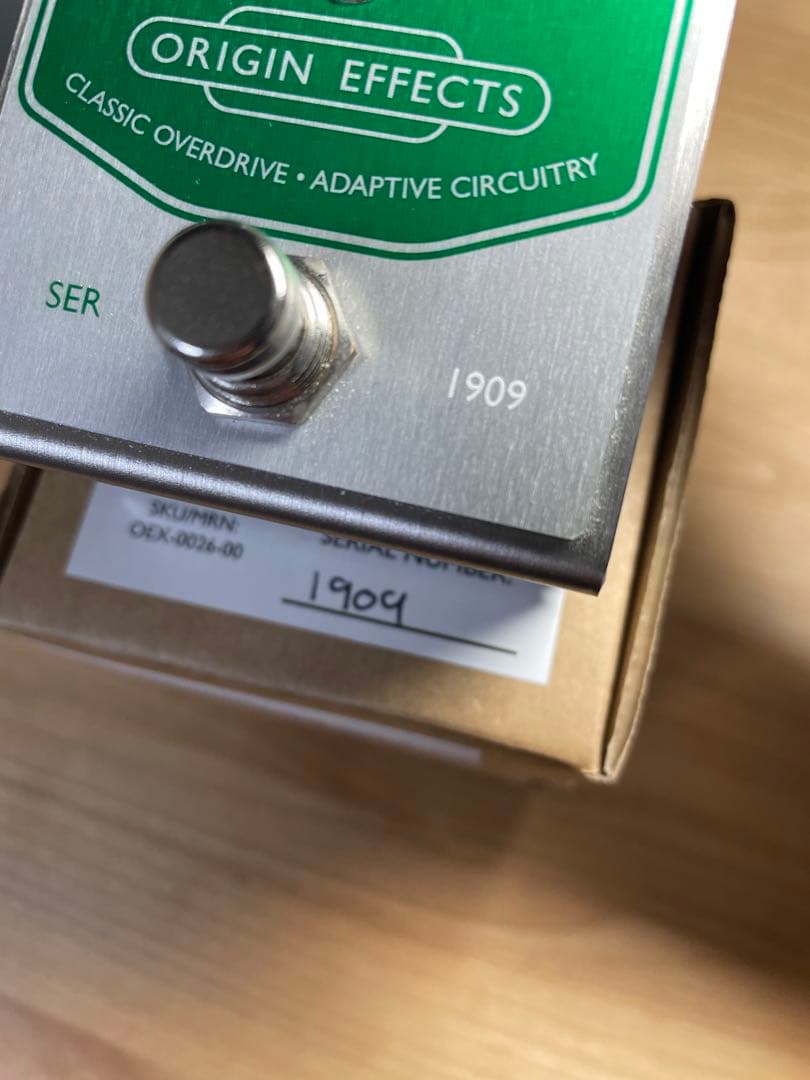 ORIGIN EFFECTS
CLASSIC OVERDRIVE • ADAPTIVE CIRCUITRY
SER
1909
SKU/MRN:
OEX-0026-00
SERIAL NUMBER:
1909